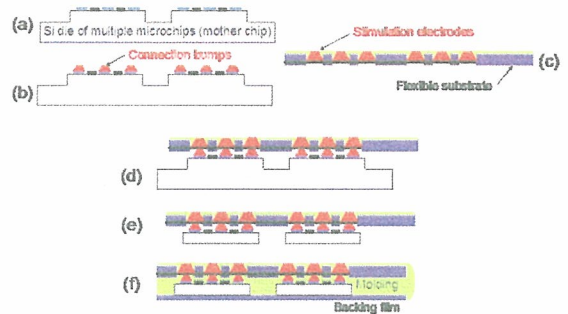 (a)
Si die of multiple microchips (mother chip)
Connection bumps
(b)
Stimulation electrodes
(c)
Flexible substrate
(d)
(e)
(f)
Molding
Backing film